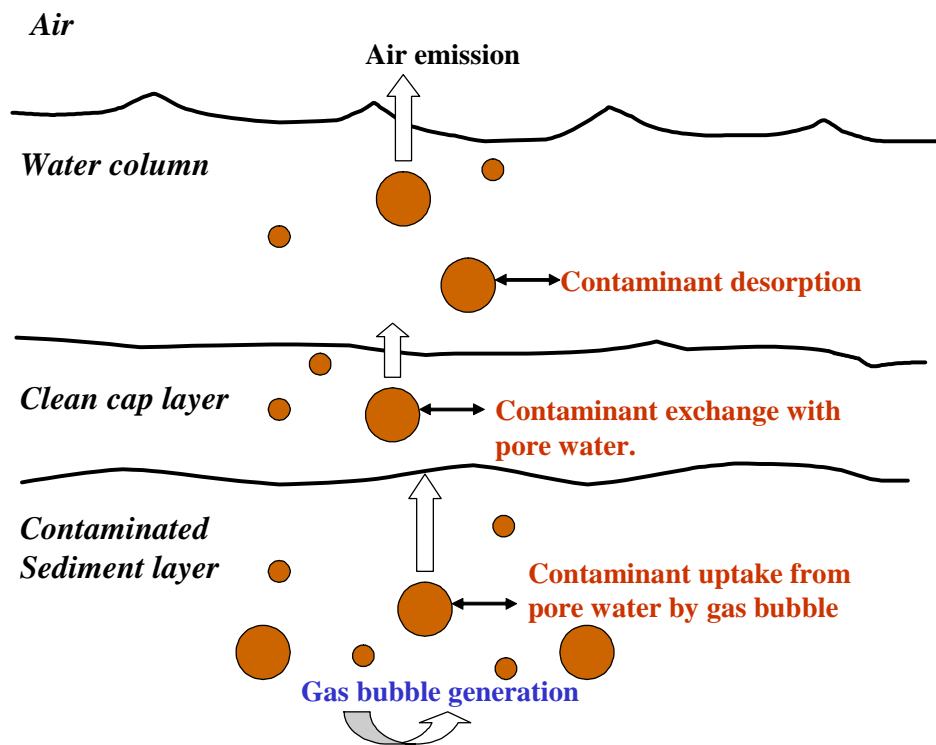 Air
Air emission
Water column
Contaminant desorption
Clean cap layer
Contaminant exchange with
pore water.
Contaminated
Sediment layer
Contaminant uptake from
pore water by gas bubble
Gas bubble generation